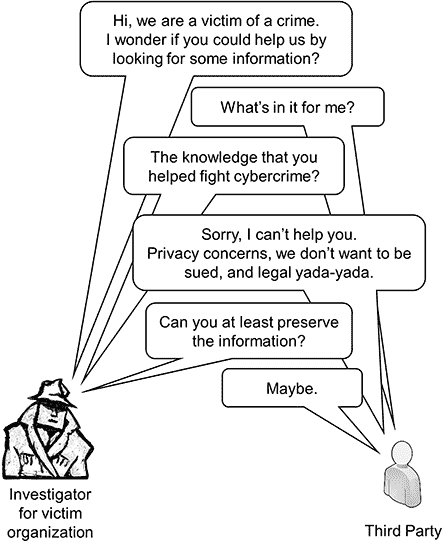 Hi, we are a victim of a crime.
I wonder if you could help us by
looking for some information?
What's in it for me?
The knowledge that you
helped fight cybercrime?
Sorry, I can't help you.
Privacy concerns, we don't want to be
sued, and legal yada-yada.
Can you at least preserve
the information?
Maybe.
Investigator
for victim
organization
Third Party